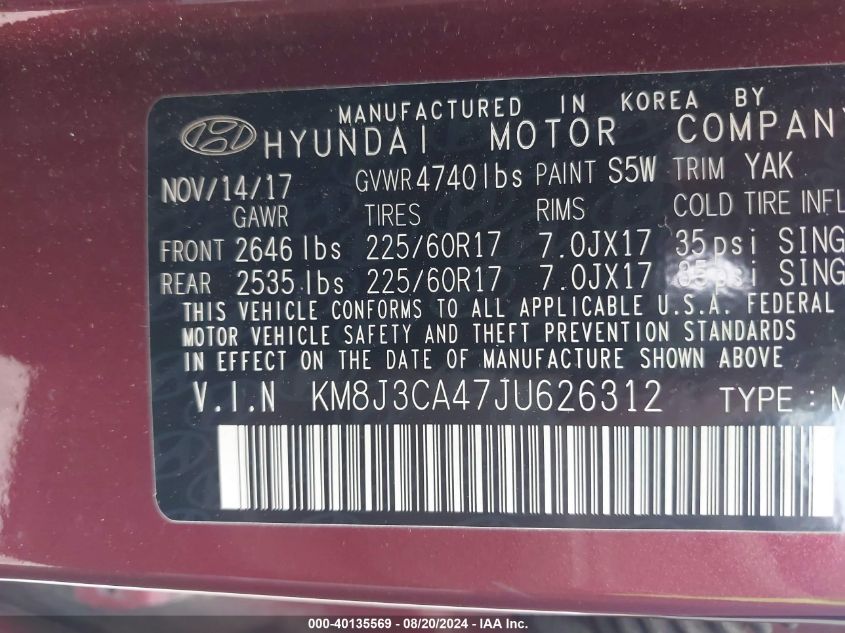 MANUFACTURED IN KOREA BY
HYUNDAI MOTOR COMPANY
NOV/14/17 GVWR 4740lbs PAINT S5W TRIM YAK
GAWR TIRES RIMS COLD TIRE INFL
FRONT 2646 lbs 225/60R17 7.0JX17 35psi SING
REAR 2535 lbs 225/60R17 7.0JX17 psi SING
THIS VEHICLE CONFORMS TO ALL APPLICABLE U.S.A. FEDERAL
MOTOR VEHICLE SAFETY AND THEFT PREVENTION STANDARDS
IN EFFECT ON THE DATE OF MANUFACTURE SHOWN ABOVE
V.I.N KM8J3CA47JU626312 TYPE : M
000-40135569 - 08/20/2024 - © IAA, Inc.